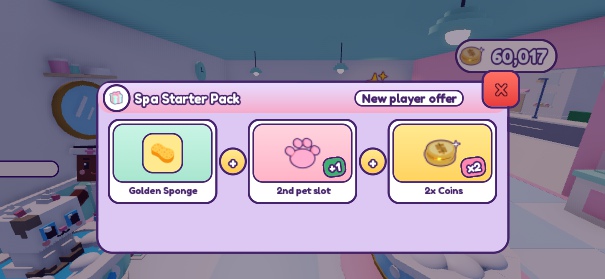 60,017
Spa Starter Pack
New player offer
X
+
+
+1
x2
Golden Sponge
2nd pet slot
2x Coins